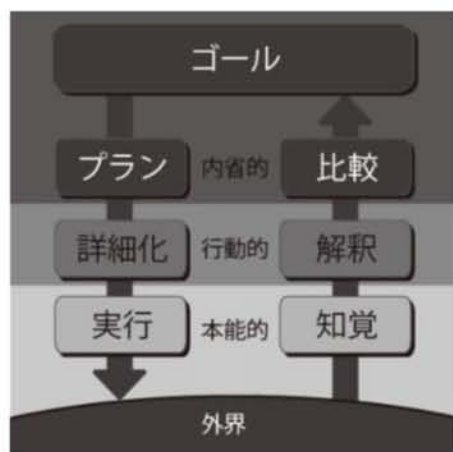 ゴール
プラン 内省的 比較
詳細化 行動的 解釈
実行 本能的 知覚
外界